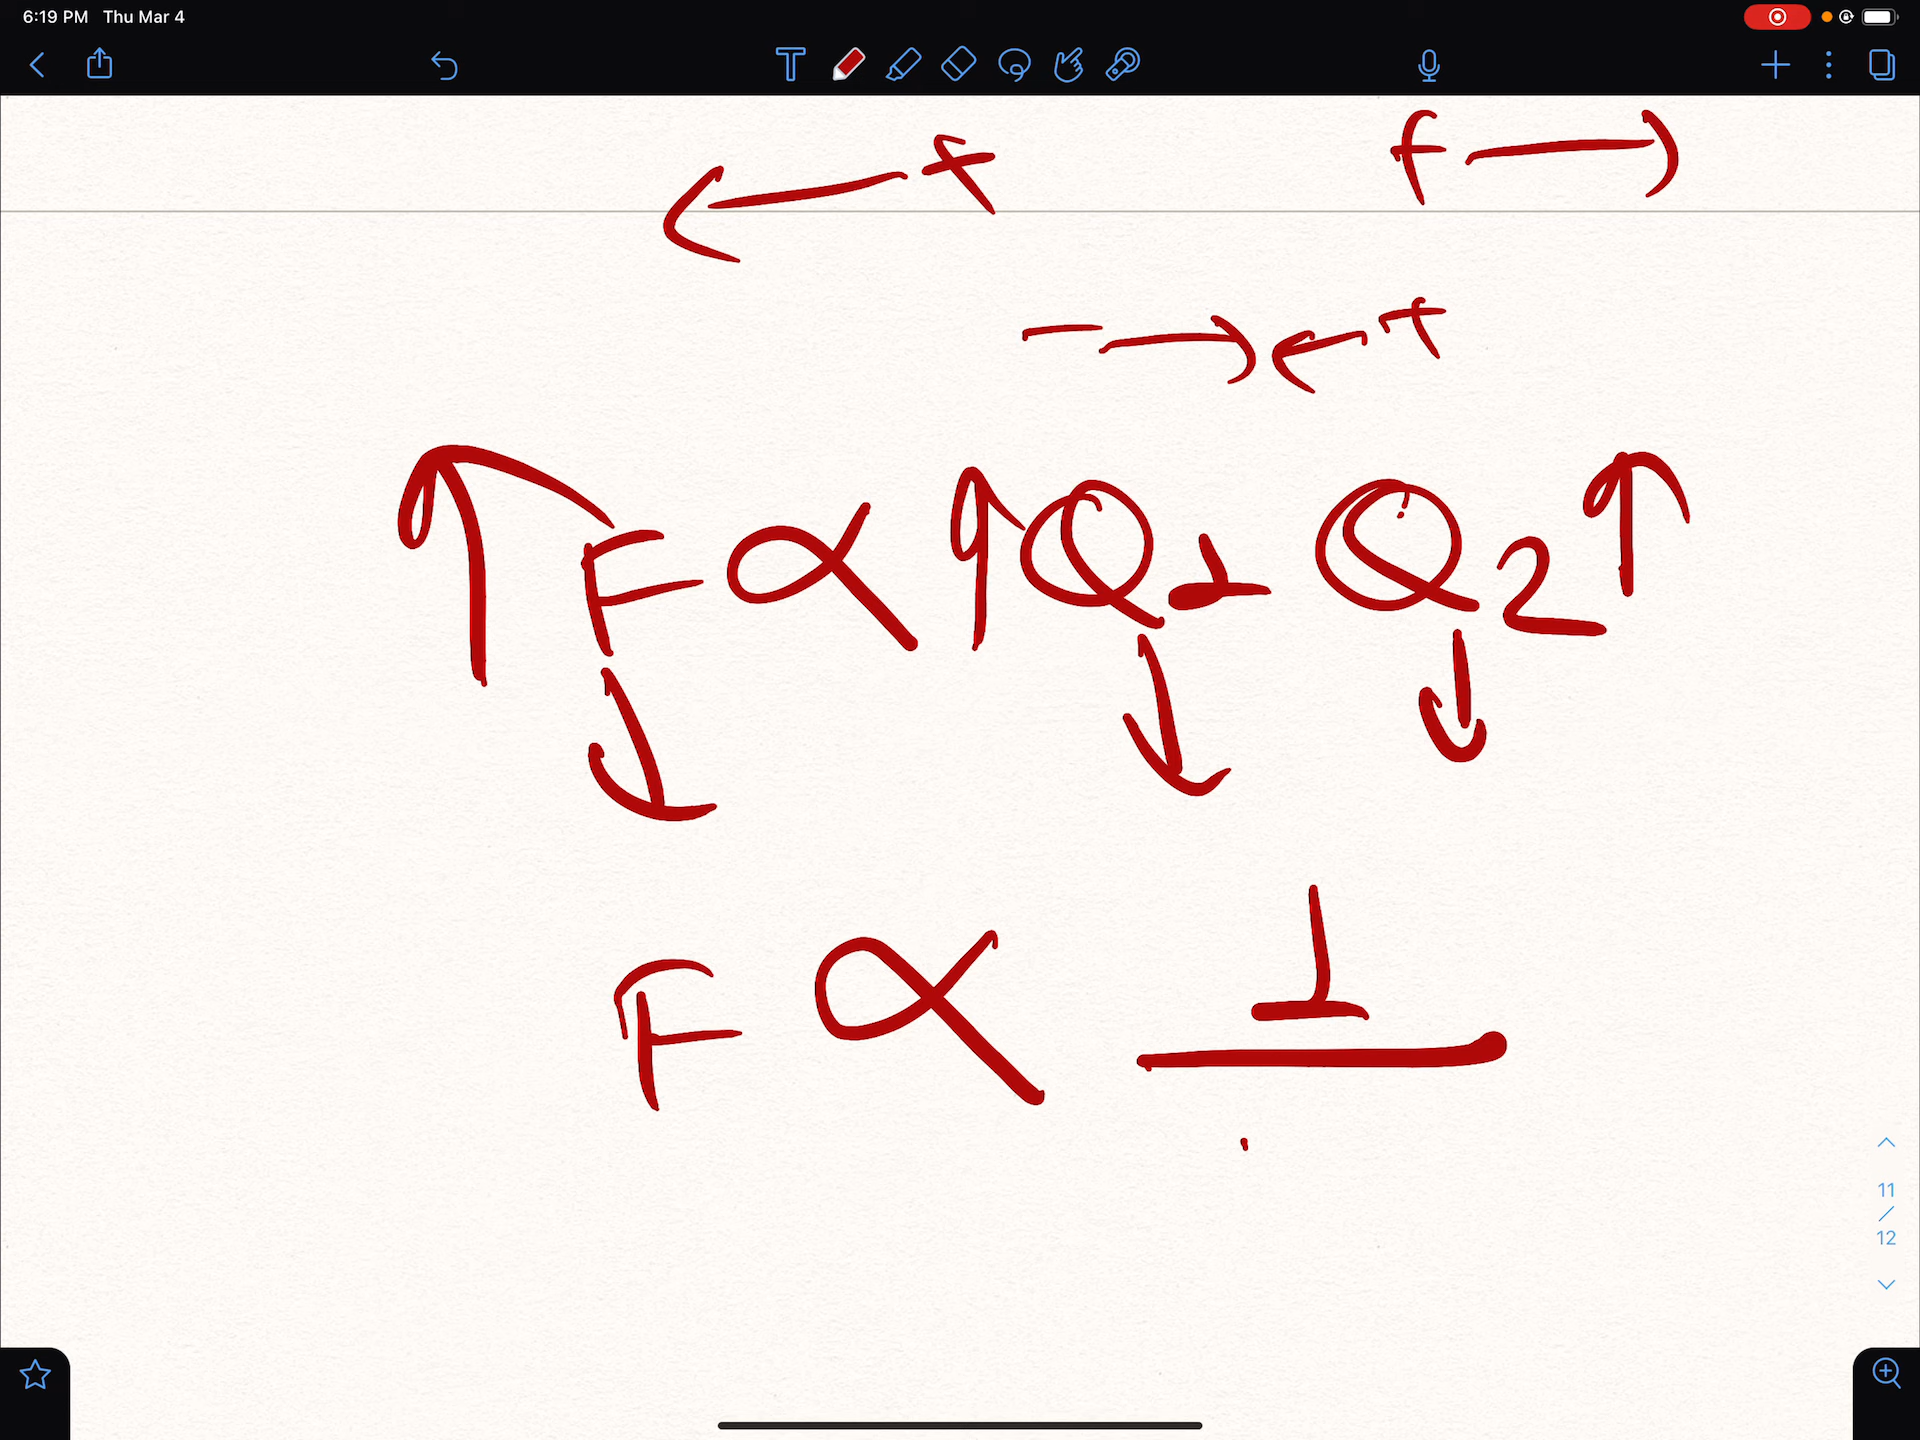 6:19 PM Thu Mar 4
← + + →
- → ← +
↑ F ∝ ↑ Q1 Q2 ↑
↓ ↓ ↓
F ∝ 1
11
/
12